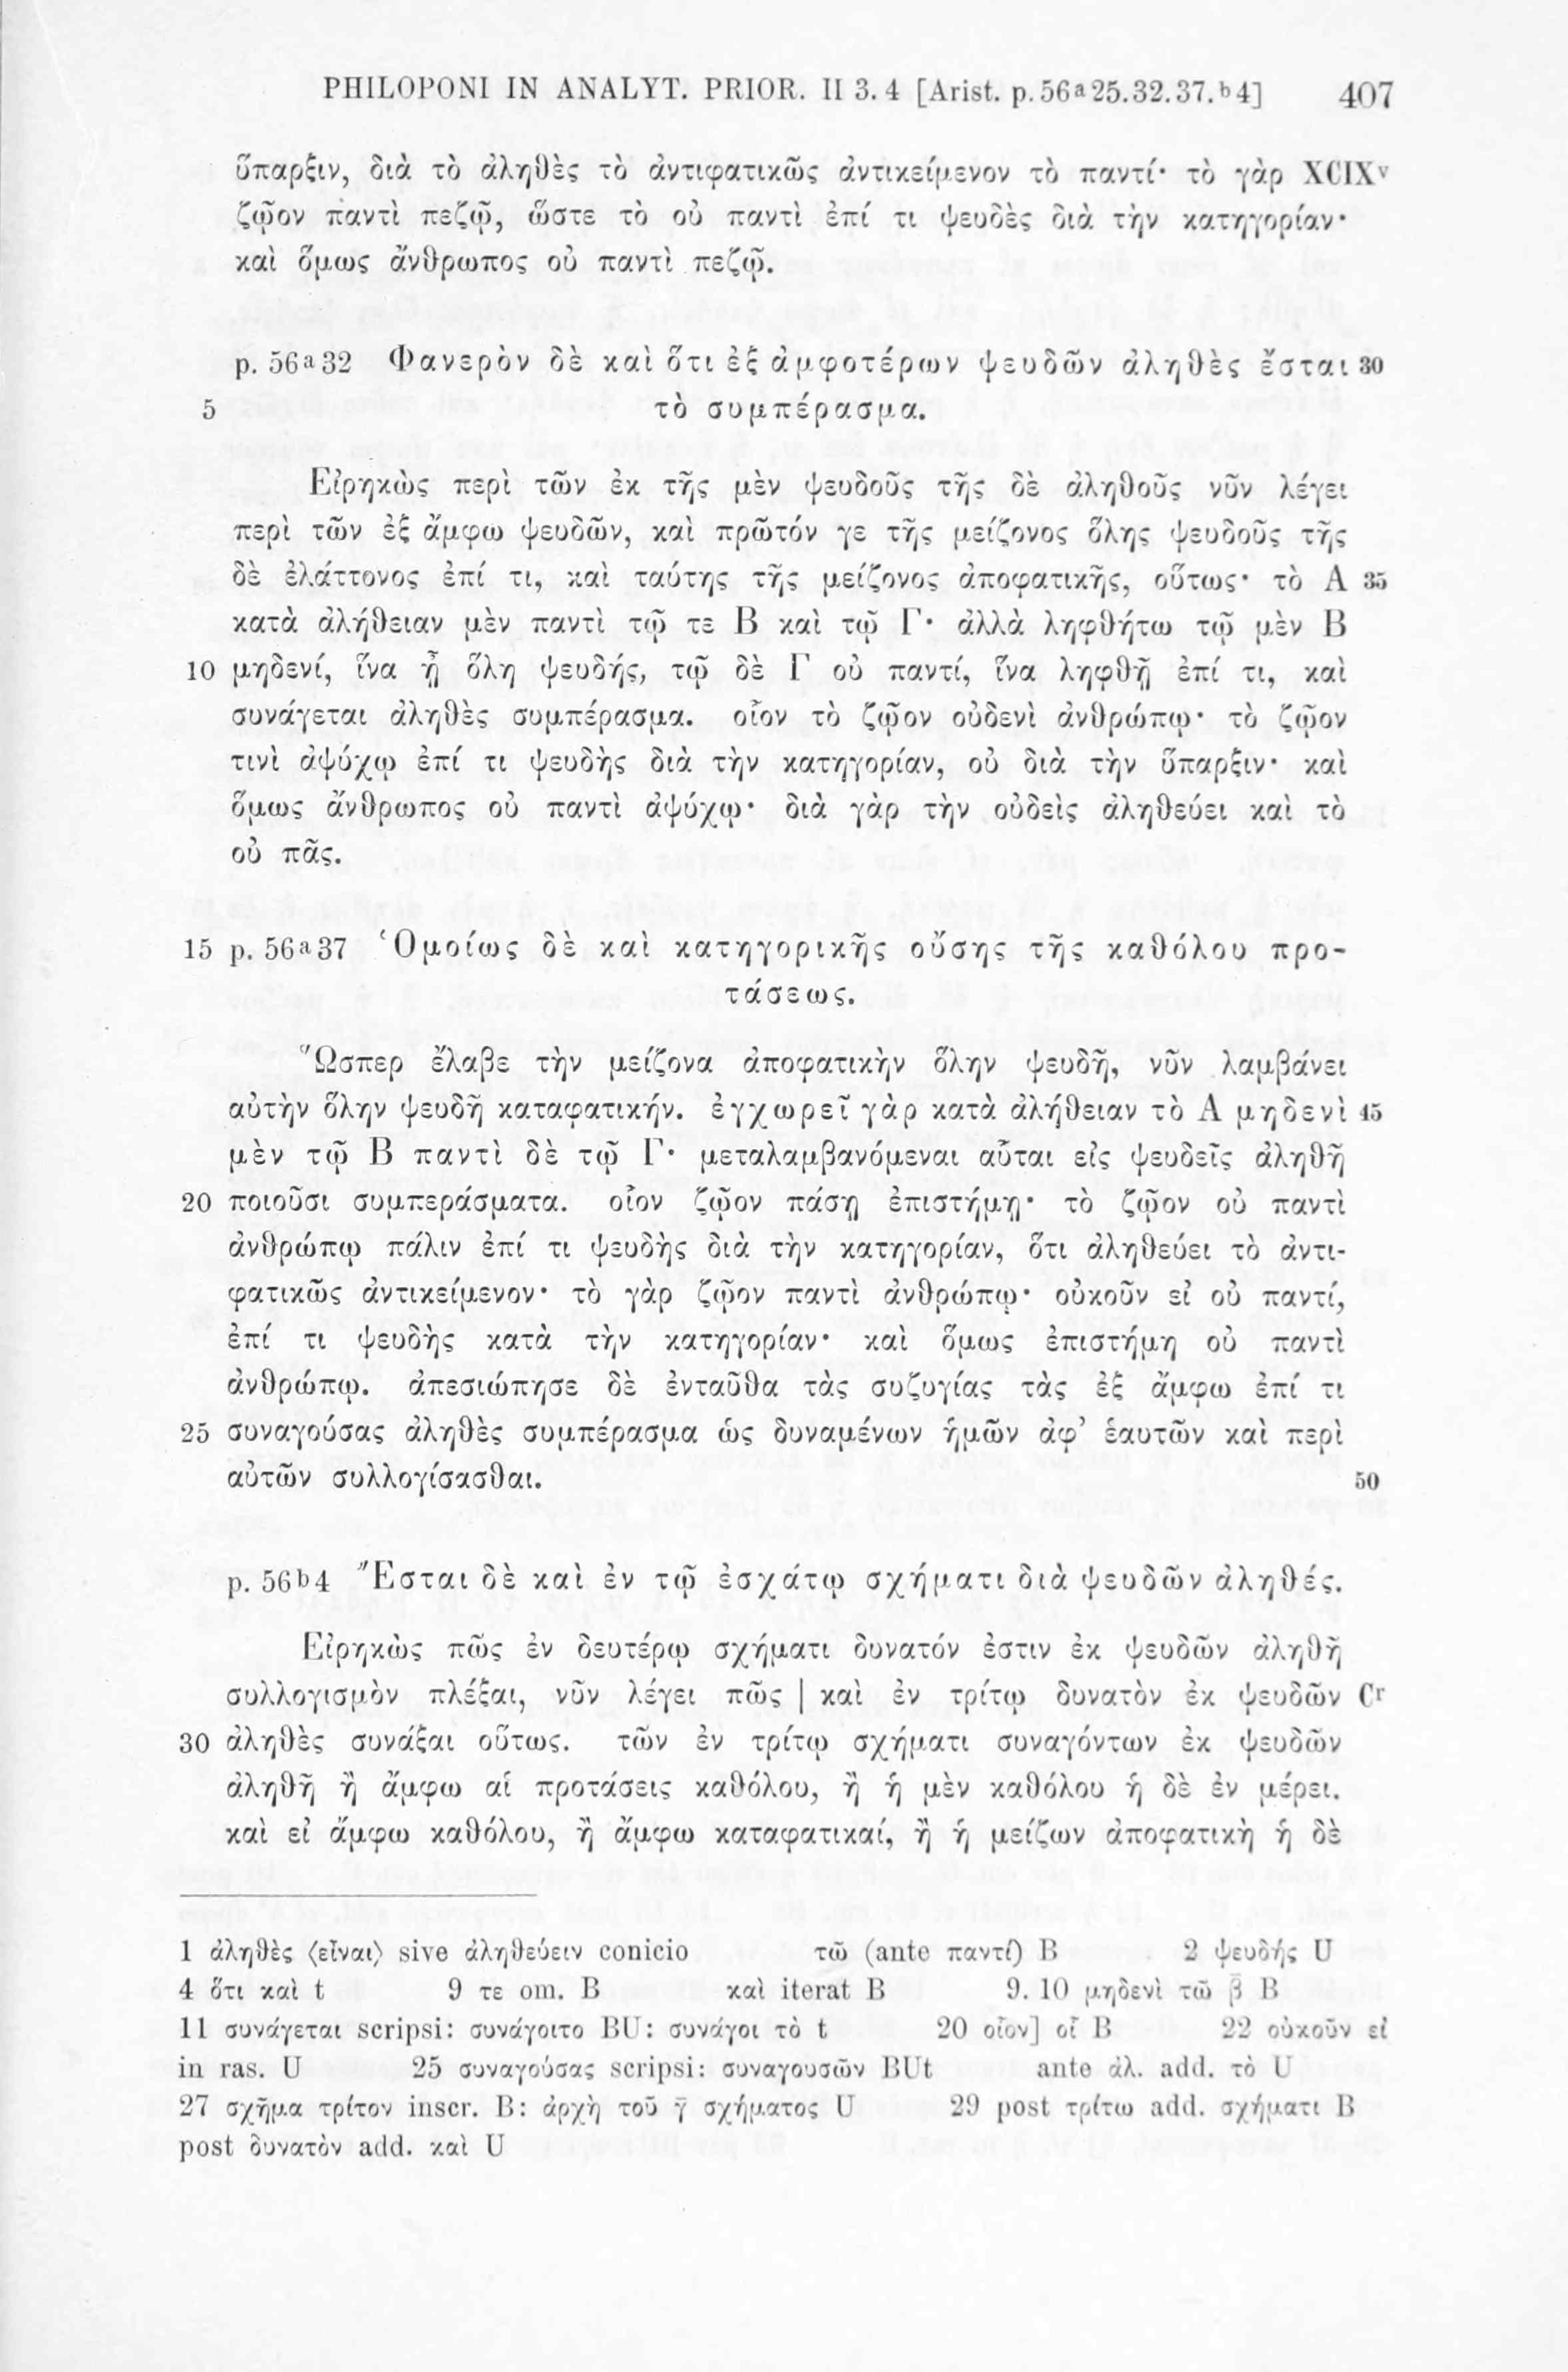 PHILOPONI IN ANALYT. PRIOR. II 3. 4 [Arist. p. 56ᵃ25.32.37.ᵇ4] 407
ὕπαρξιν, διὰ τὸ ἀληθὲς τὸ ἀντιφατικῶς ἀντικείμενον τὸ παντί· τὸ γὰρ XCIXᵛ
ζῷον παντὶ πεζῷ, ὥστε τὸ οὐ παντὶ ἐπί τι ψευδὲς διὰ τὴν κατηγορίαν·
καὶ ὅμως ἄνθρωπος οὐ παντὶ πεζῷ.
p. 56ᵃ32 Φανερὸν δὲ καὶ ὅτι ἐξ ἀμφοτέρων ψευδῶν ἀληθὲς ἔσται 30
5 τὸ συμπέρασμα.
Εἰρηκὼς περὶ τῶν ἐκ τῆς μὲν ψευδοῦς τῆς δὲ ἀληθοῦς νῦν λέγει
περὶ τῶν ἐξ ἄμφω ψευδῶν, καὶ πρῶτόν γε τῆς μείζονος ὅλης ψευδοῦς τῆς
δὲ ἐλάττονος ἐπί τι, καὶ ταύτης τῆς μείζονος ἀποφατικῆς, οὕτως· τὸ Α 35
κατὰ ἀλήθειαν μὲν παντὶ τῷ τε Β καὶ τῷ Γ· ἀλλὰ ληφθήτω τῷ μὲν Β
10 μηδενί, ἵνα ᾖ ὅλη ψευδής, τῷ δὲ Γ οὐ παντί, ἵνα ληφθῇ ἐπί τι, καὶ
συνάγεται ἀληθὲς συμπέρασμα. οἷον τὸ ζῷον οὐδενὶ ἀνθρώπῳ· τὸ ζῷον
τινὶ ἀψύχῳ ἐπί τι ψευδὴς διὰ τὴν κατηγορίαν, οὐ διὰ τὴν ὕπαρξιν· καὶ
ὅμως ἄνθρωπος οὐ παντὶ ἀψύχῳ· διὰ γὰρ τὴν οὐδεὶς ἀληθεύει καὶ τὸ
οὐ πᾶς.
15 p. 56ᵃ37 Ὁμοίως δὲ καὶ κατηγορικῆς οὔσης τῆς καθόλου προ-
τάσεως.
Ὥσπερ ἔλαβε τὴν μείζονα ἀποφατικὴν ὅλην ψευδῆ, νῦν λαμβάνει
αὐτὴν ὅλην ψευδῆ καταφατικήν. ἐγχωρεῖ γὰρ κατὰ ἀλήθειαν τὸ Α μηδενὶ 45
μὲν τῷ Β παντὶ δὲ τῷ Γ· μεταλαμβανόμεναι αὗται εἰς ψευδεῖς ἀληθῆ
20 ποιοῦσι συμπεράσματα. οἷον ζῷον πάσῃ ἐπιστήμῃ· τὸ ζῷον οὐ παντὶ
ἀνθρώπῳ πάλιν ἐπί τι ψευδὴς διὰ τὴν κατηγορίαν, ὅτι ἀληθεύει τὸ ἀντι-
φατικῶς ἀντικείμενον· τὸ γὰρ ζῷον παντὶ ἀνθρώπῳ· οὐκοῦν εἰ οὐ παντί,
ἐπί τι ψευδὴς κατὰ τὴν κατηγορίαν· καὶ ὅμως ἐπιστήμη οὐ παντὶ
ἀνθρώπῳ. ἀπεσιώπησε δὲ ἐνταῦθα τὰς συζυγίας τὰς ἐξ ἄμφω ἐπί τι
25 συναγούσας ἀληθὲς συμπέρασμα ὡς δυναμένων ἡμῶν ἀφ’ ἑαυτῶν καὶ περὶ
αὐτῶν συλλογίσασθαι. 50
p. 56ᵇ4 Ἔσται δὲ καὶ ἐν τῷ ἐσχάτῳ σχήματι διὰ ψευδῶν ἀληθές.
Εἰρηκὼς πῶς ἐν δευτέρῳ σχήματι δυνατόν ἐστιν ἐκ ψευδῶν ἀληθῆ
συλλογισμὸν πλέξαι, νῦν λέγει πῶς | καὶ ἐν τρίτῳ δυνατὸν ἐκ ψευδῶν Cʳ
30 ἀληθὲς συνάξαι οὕτως. τῶν ἐν τρίτῳ σχήματι συναγόντων ἐκ ψευδῶν
ἀληθῆ ἢ ἄμφω αἱ προτάσεις καθόλου, ἢ ἡ μὲν καθόλου ἡ δὲ ἐν μέρει.
καὶ εἰ ἄμφω καθόλου, ἢ ἄμφω καταφατικαί, ἢ ἡ μείζων ἀποφατικὴ ἡ δὲ
1 ἀληθὲς ⟨εἶναι⟩ sive ἀληθεύειν conicio τῶ (ante παντί) B 2 ψευδής U
4 ὅτι καὶ t 9 τε om. B καὶ iterat B 9. 10 μηδενὶ τῶ β̄ B
11 συνάγεται scripsi: συνάγοιτο BU: συνάγοι τὸ t 20 οἷον] οἷ B 22 οὐκοῦν εἰ
in ras. U 25 συναγούσας scripsi: συναγουσῶν BUt ante ἀλ. add. τὸ U
27 σχῆμα τρίτον inscr. B: ἀρχὴ τοῦ γ̄ σχήματος U 29 post τρίτω add. σχήματι B
post δυνατὸν add. καὶ U